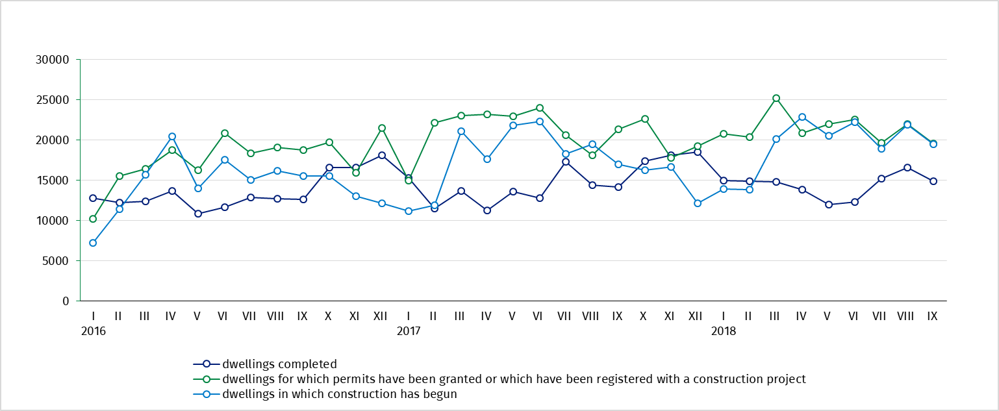 30000
25000
20000
15000
10000
5000
0
I II III IV V VI VII VIII IX X XI XII I II III IV V VI VII VIII IX X XI XII I II III IV V VI VII VIII IX
2016 2017 2018
dwellings completed
dwellings for which permits have been granted or which have been registered with a construction project
dwellings in which construction has begun